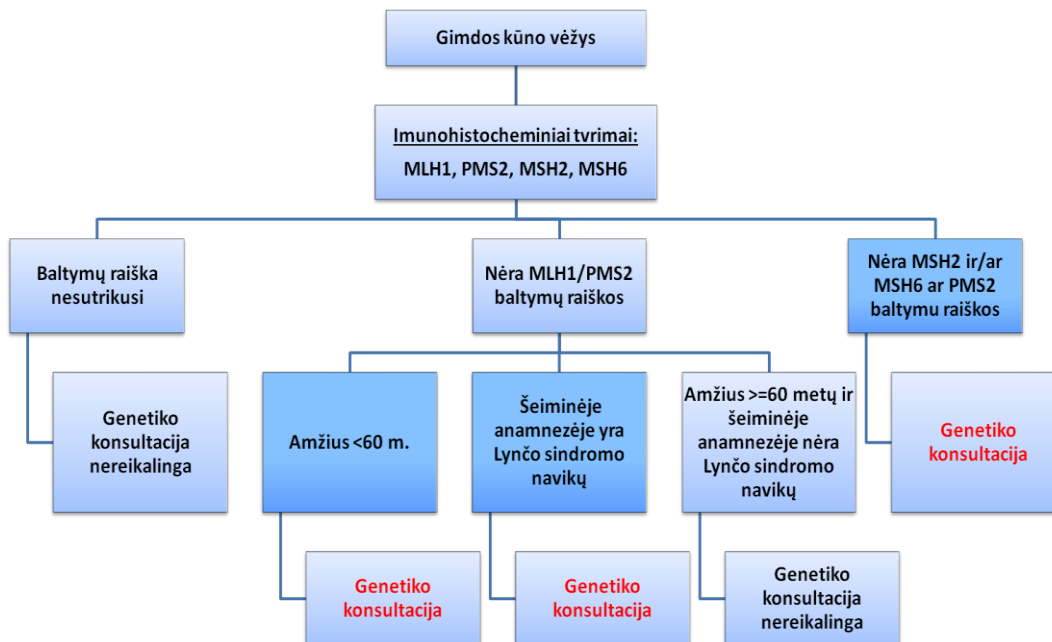 Gimdos kūno vėžys
Imunohistocheminiai tvrimai:
MLH1, PMS2, MSH2, MSH6
Baltymų raiška
nesutrikusi
Nėra MLH1/PMS2
baltymų raiškos
Nėra MSH2 ir/ar
MSH6 ar PMS2
baltymu raiškos
Genetiko
konsultacija
nereikalinga
Amžius <60 m.
Šeiminėje
anamnezėje yra
Lynčo sindromo
navikų
Amžius >=60 metų ir
šeiminėje
anamnezėje nėra
Lynčo sindromo
navikų
Genetiko
konsultacija
Genetiko
konsultacija
Genetiko
konsultacija
Genetiko
konsultacija
nereikalinga